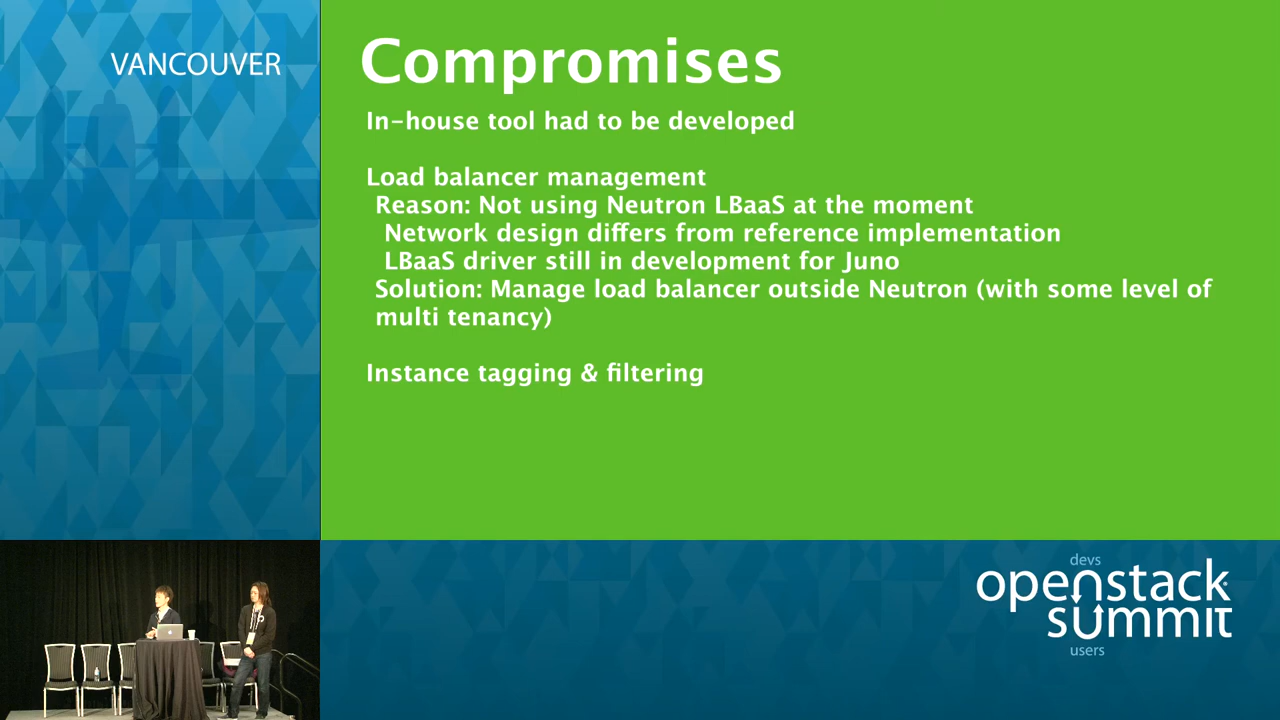 VANCOUVER
Compromises
In-house tool had to be developed
Load balancer management
Reason: Not using Neutron LBaaS at the moment
Network design differs from reference implementation
LBaaS driver still in development for Juno
Solution: Manage load balancer outside Neutron (with some level of
multi tenancy)
Instance tagging & filtering
devs
openstack
summit
users